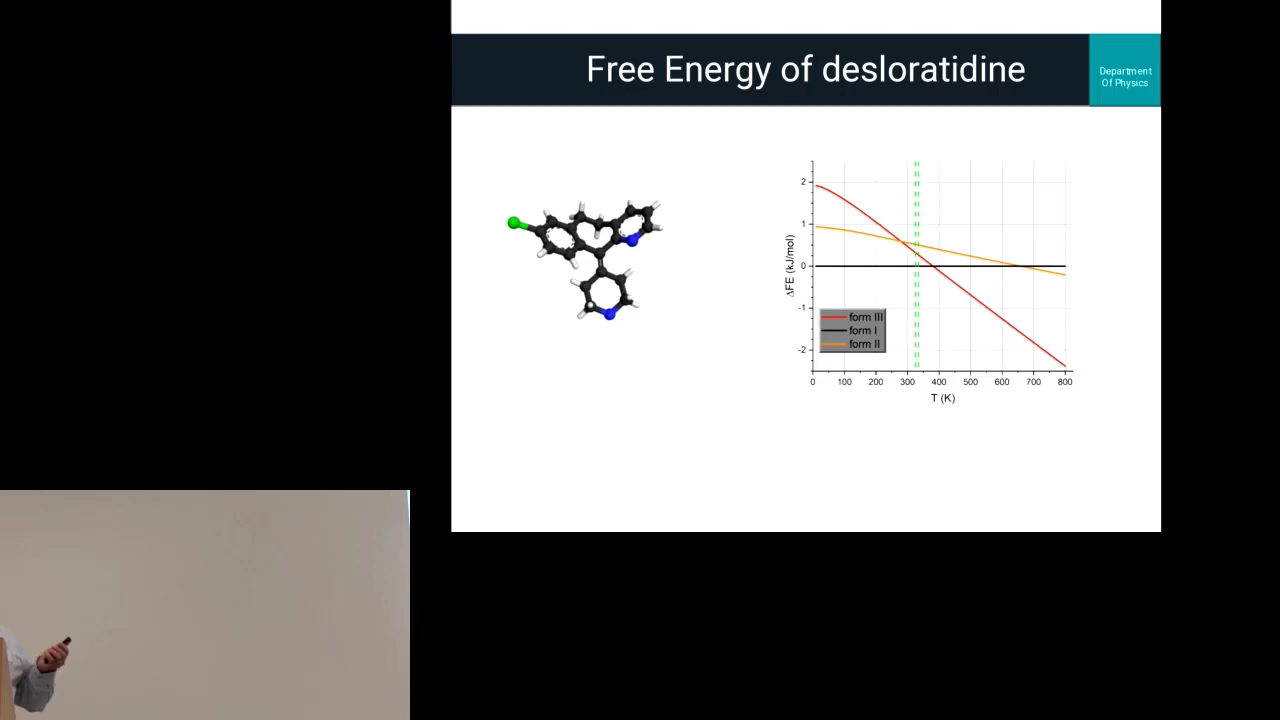 Free Energy of desloratidine
Department
Of Physics
ΔFE (kJ/mol)
2
1
0
-1
-2
form III
form I
form II
0 100 200 300 400 500 600 700 800
T (K)